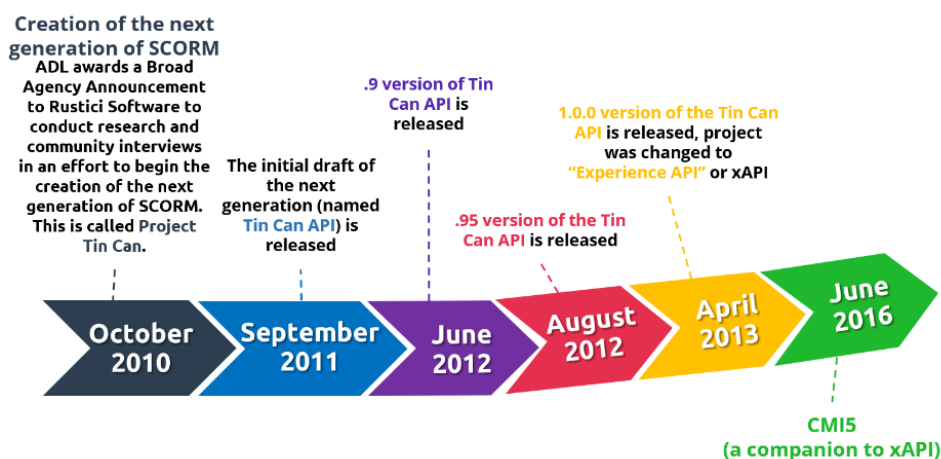 Creation of the next
generation of SCORM
ADL awards a Broad
Agency Announcement
to Rustici Software to
conduct research and
community interviews
in an effort to begin the
creation of the next
generation of SCORM.
This is called Project
Tin Can.
The initial draft of
the next
generation (named
Tin Can API) is
released
.9 version of Tin
Can API is
released
.95 version of the Tin
Can API is released
1.0.0 version of the Tin Can
API is released, project
was changed to
“Experience API” or xAPI
October
2010
September
2011
June
2012
August
2012
April
2013
June
2016
CMI5
(a companion to xAPI)